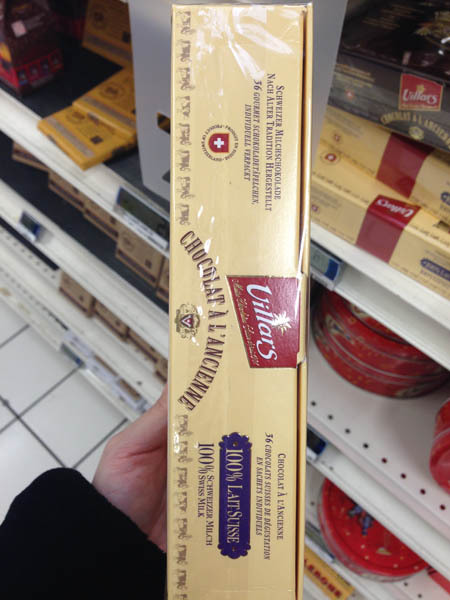 SCHWEIZER MILCHSCHOKOLADE
NACH ALTER TRADITION HERGESTELLT
36 GOURMET SCHOKOLADETÄFELCHEN,
INDIVIDUELL VERPACKT
Villars
CHOCOLAT À L'ANCIENNE
CHOCOLAT À L'ANCIENNE
36 CHOCOLATS SUISSES DE DÉGUSTATION
EN SACHETS INDIVIDUELS
100% LAIT SUISSE
100% SCHWEIZER MILCH
SWISS MILK
Villars
CHOCOLAT À L'ANCIENNE
Villars